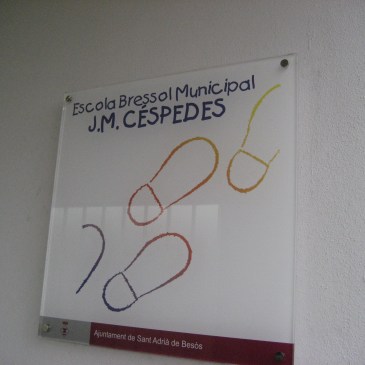 Escola Bressol Municipal
J.M. CÉSPEDES
Ajuntament de Sant Adrià de Besòs